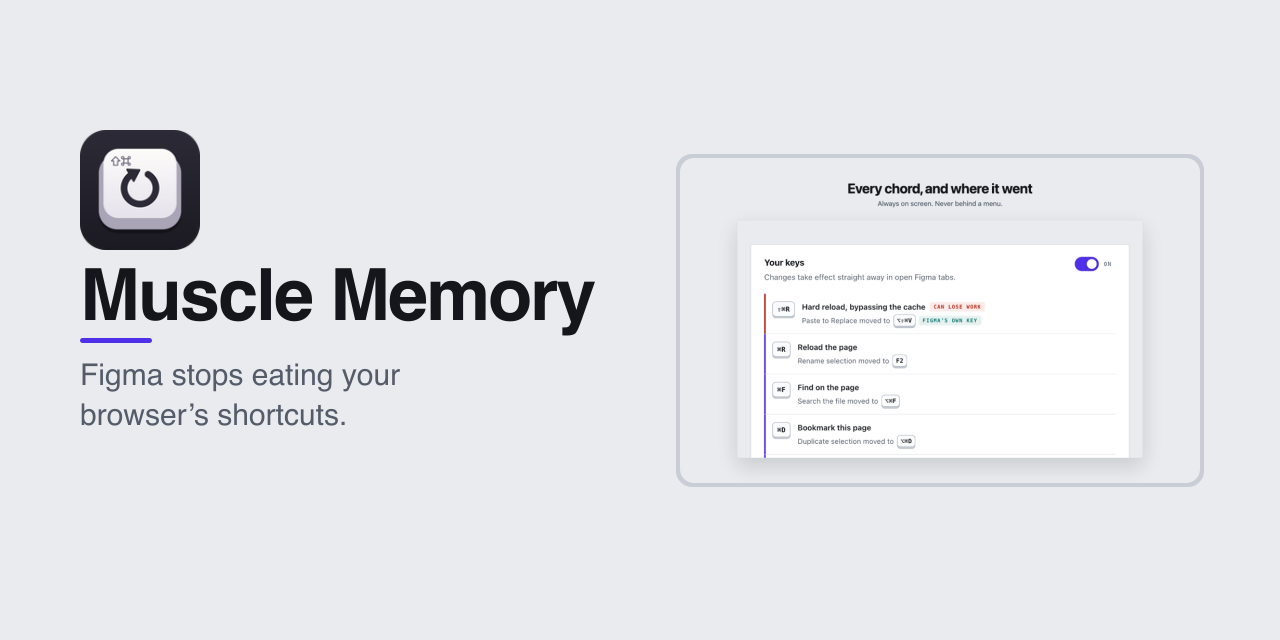 ⇧⌘
Muscle Memory
Figma stops eating your
browser’s shortcuts.
Every chord, and where it went
Always on screen. Never behind a menu.
Your keys
ON
Changes take effect straight away in open Figma tabs.
⇧⌘R Hard reload, bypassing the cache CAN LOSE WORK
Paste to Replace moved to ⌥⇧⌘V FIGMA'S OWN KEY
⌘R Reload the page
Rename selection moved to F2
⌘F Find on the page
Search the file moved to ⌥⌘F
⌘D Bookmark this page
Duplicate selection moved to ⌥⌘D